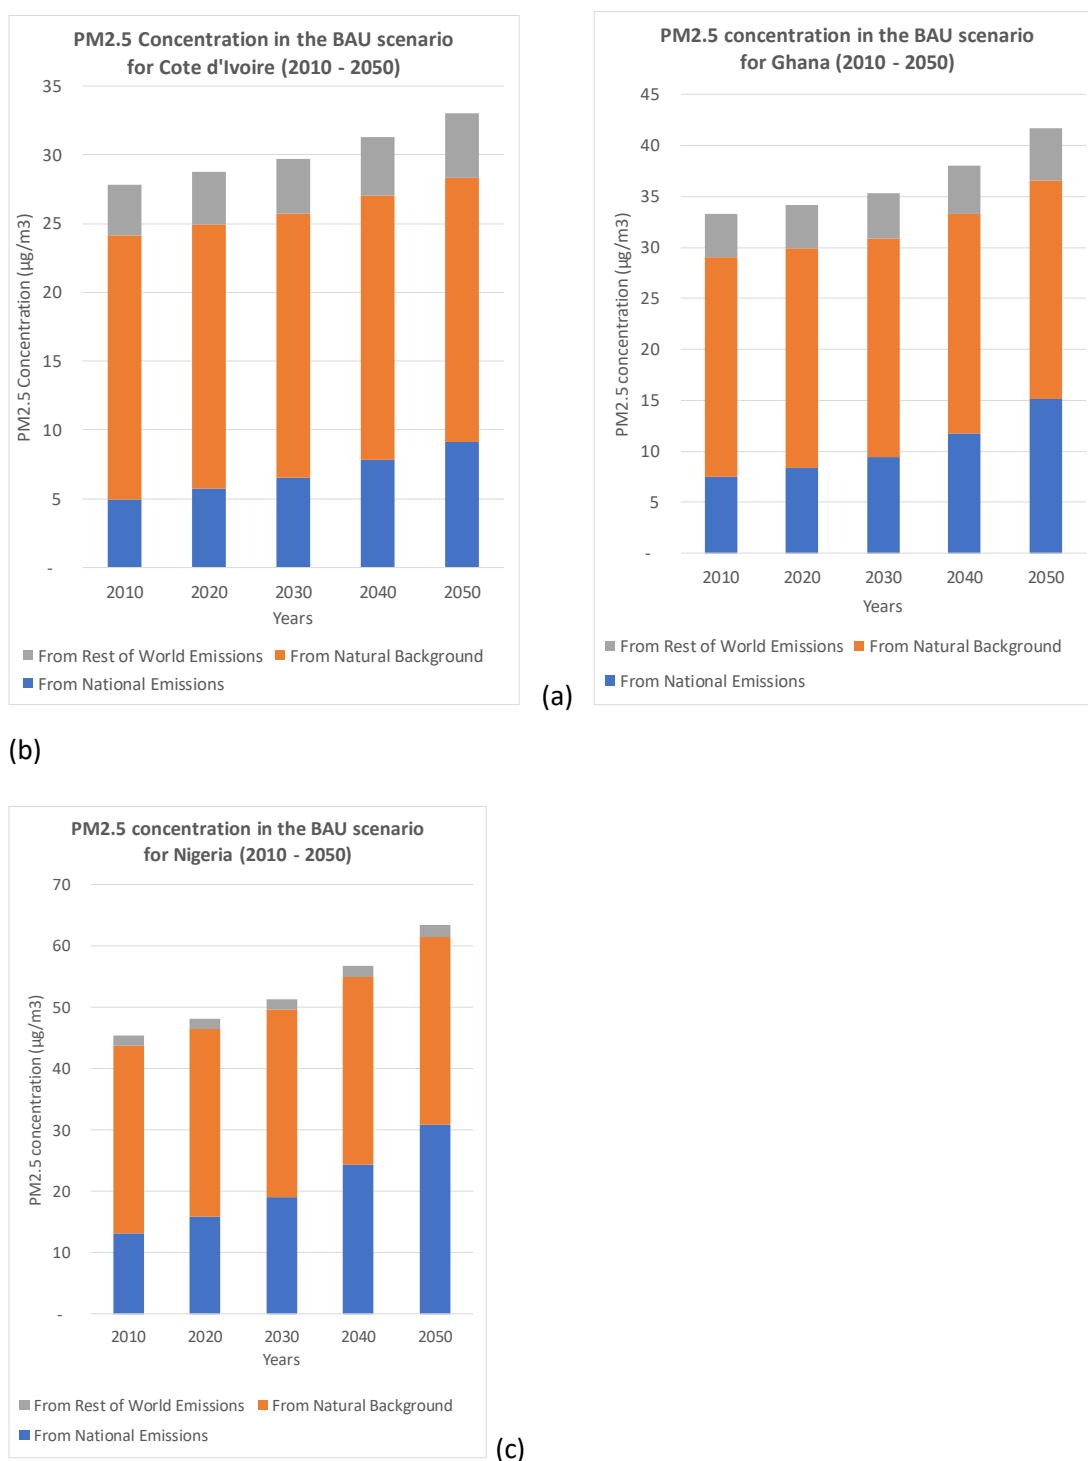 PM2.5 Concentration in the BAU scenario
for Cote d'Ivoire (2010 - 2050)
35
30
25
20
15
10
5
-
PM2.5 Concentration (µg/m3)
2010 2020 2030 2040 2050
Years
From Rest of World Emissions From Natural Background
From National Emissions
(a)
PM2.5 concentration in the BAU scenario
for Ghana (2010 - 2050)
45
40
35
30
25
20
15
10
5
-
PM2.5 concentration (µg/m3)
2010 2020 2030 2040 2050
Years
From Rest of World Emissions From Natural Background
From National Emissions
(b)
PM2.5 concentration in the BAU scenario
for Nigeria (2010 - 2050)
70
60
50
40
30
20
10
-
PM2.5 concentration (µg/m3)
2010 2020 2030 2040 2050
Years
From Rest of World Emissions From Natural Background
From National Emissions
(c)